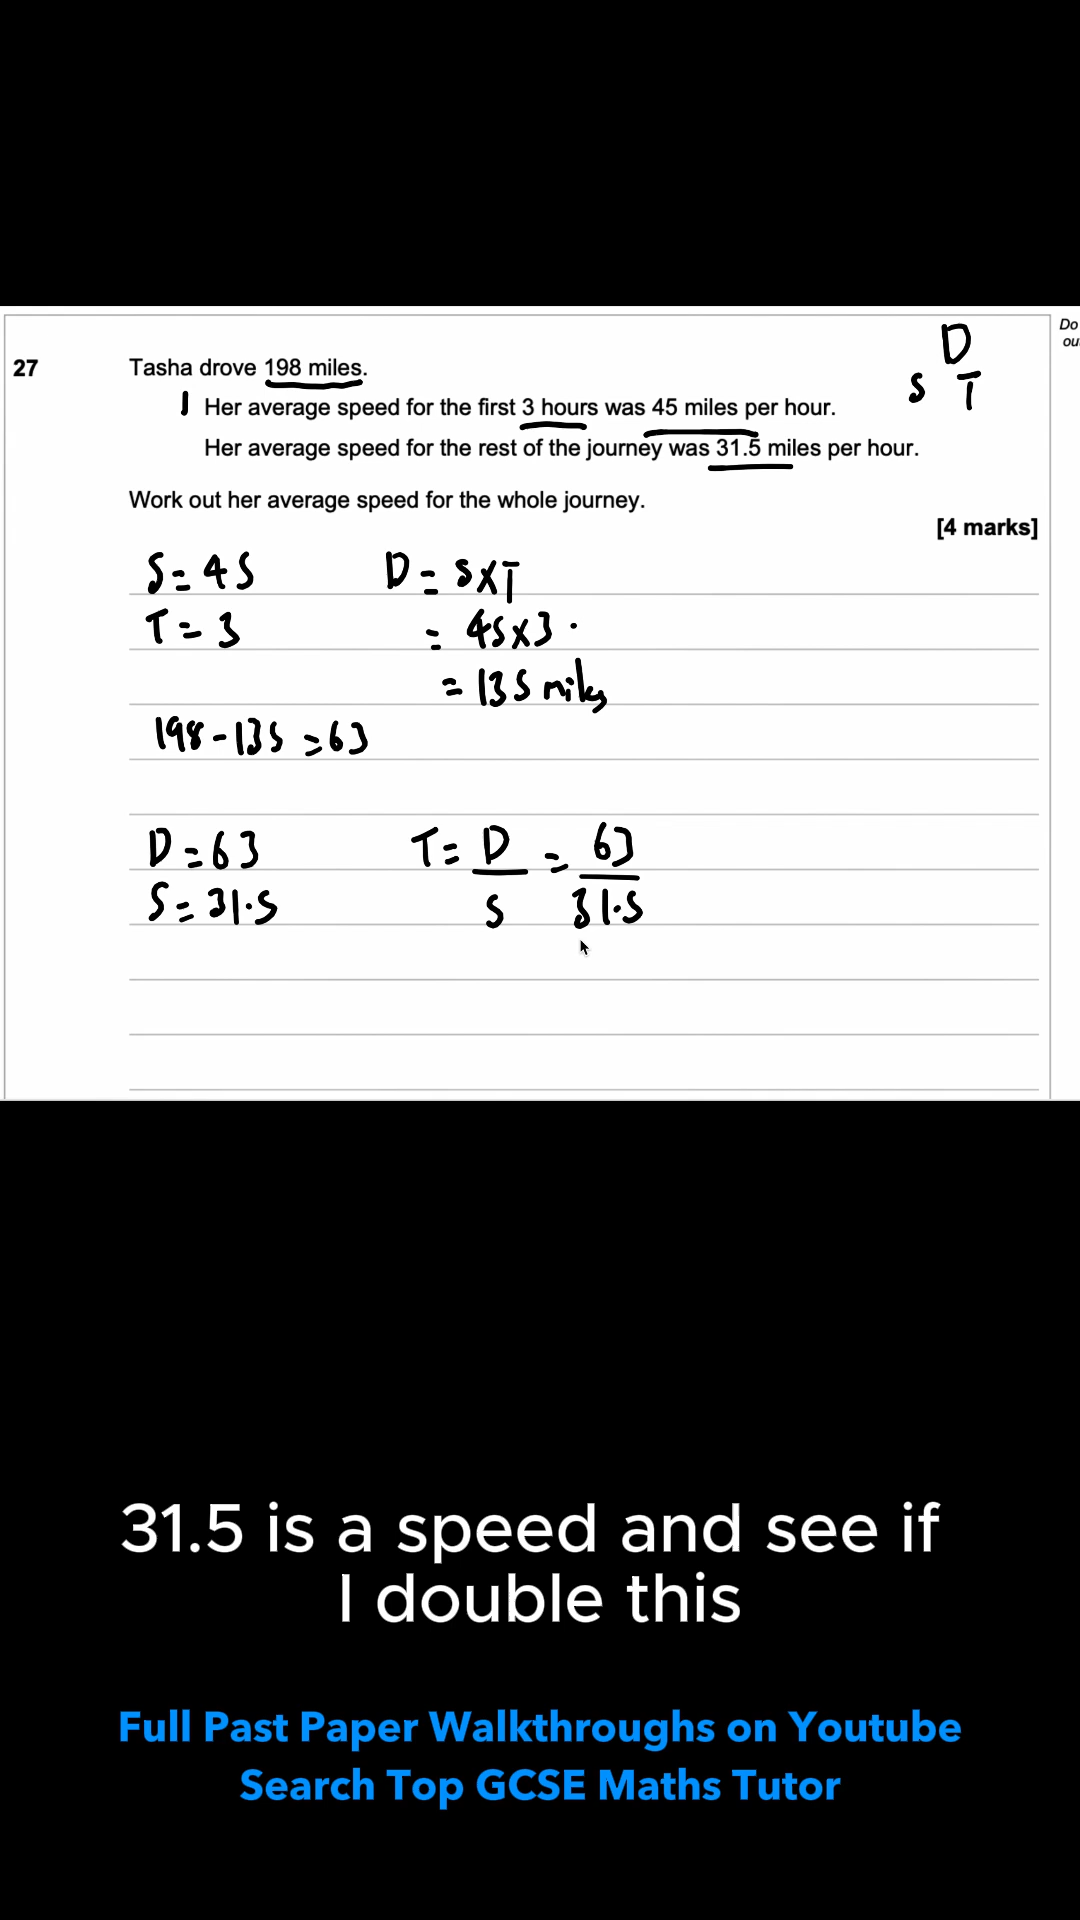 Do
ou
D
S T
27 Tasha drove 198 miles.
1 Her average speed for the first 3 hours was 45 miles per hour.
Her average speed for the rest of the journey was 31.5 miles per hour.
Work out her average speed for the whole journey.
[4 marks]
S = 45 D = S × T
T = 3 = 45 × 3 .
= 135 miles
198 - 135 = 63
D = 63 T = D = 63
S = 31.5 S 31.5
31.5 is a speed and see if
I double this
Full Past Paper Walkthroughs on Youtube
Search Top GCSE Maths Tutor